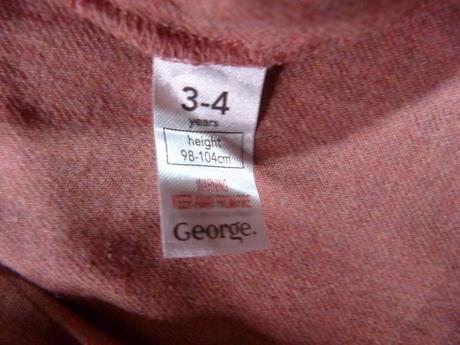 3-4
years
height
98-104cm
WARNING
KEEP AWAY FROM FIRE
George.